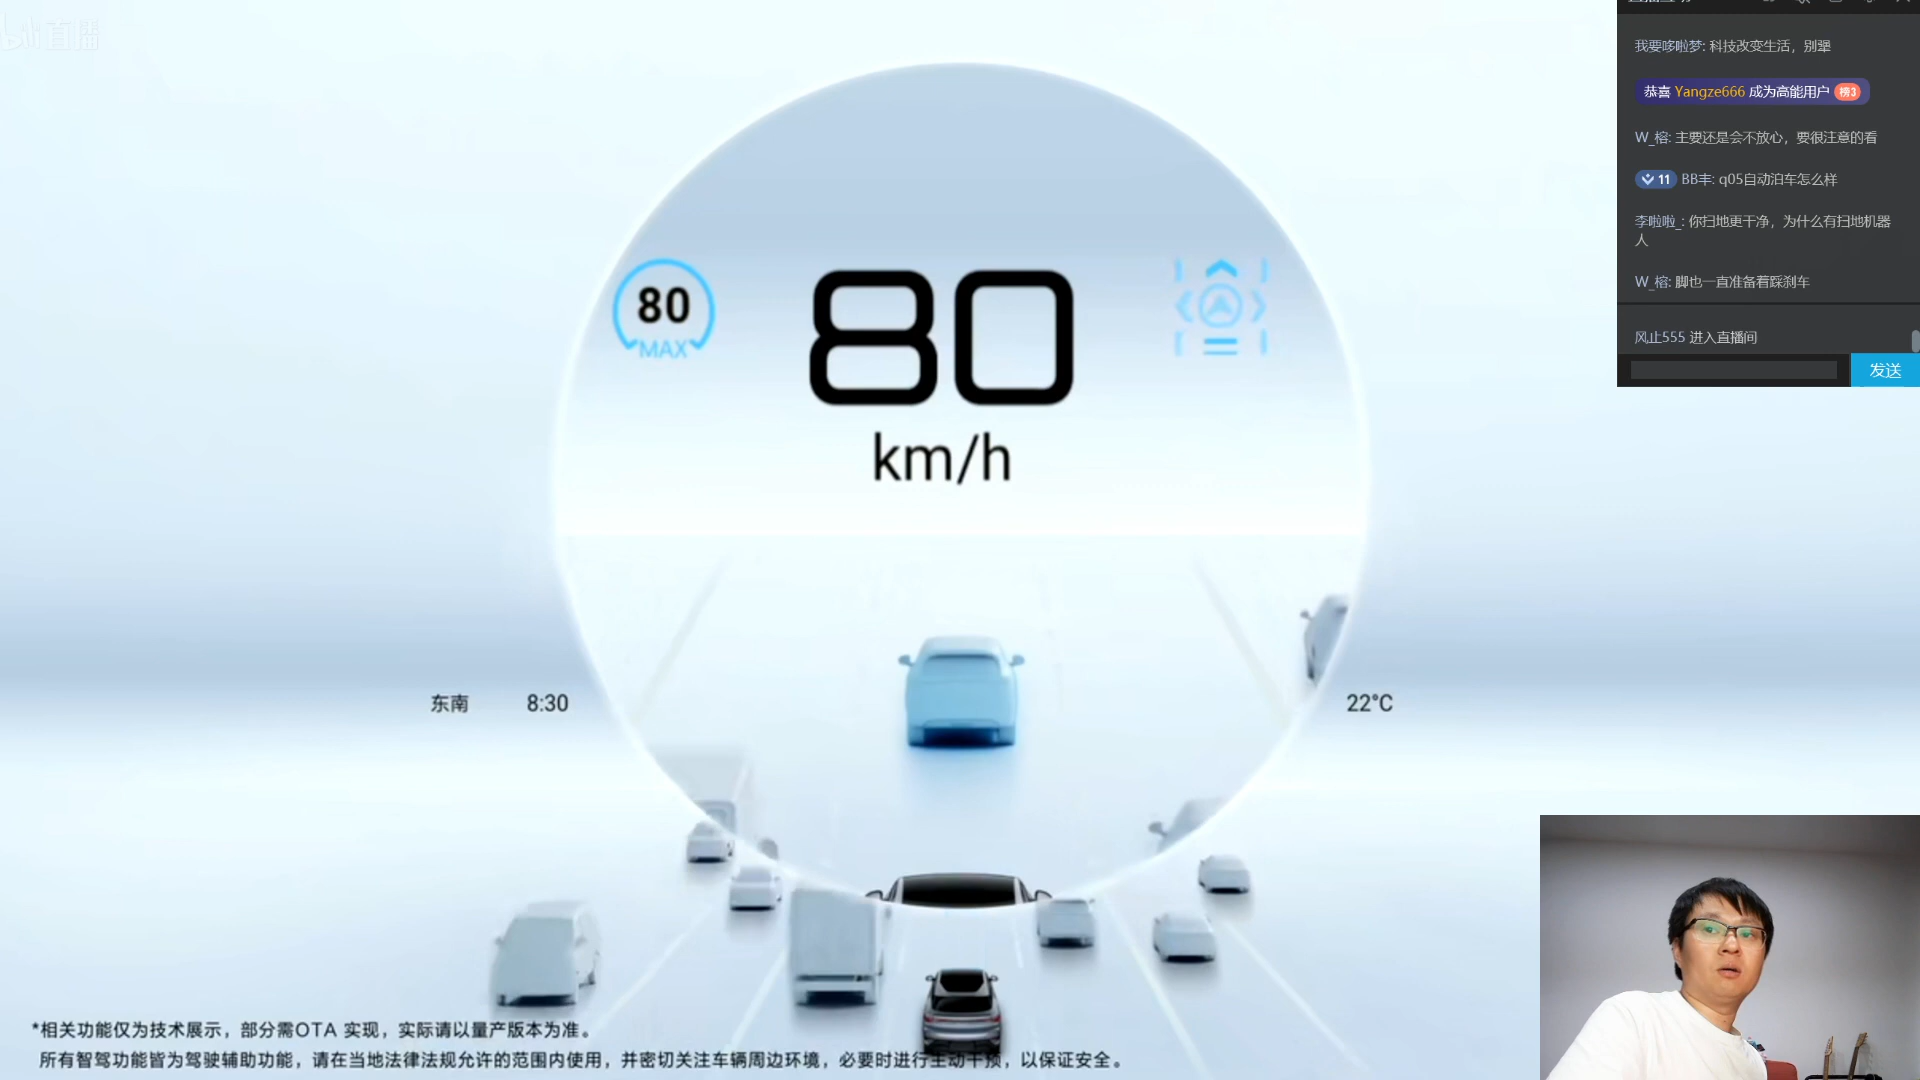 bili直播
我要哆啦梦: 科技改变生活，别犟
恭喜 Yangze666 成为高能用户 榜3
W_榕: 主要还是会不放心，要很注意的看
11 BB丰: q05自动泊车怎么样
李啦啦_: 你扫地更干净，为什么有扫地机器
人
W_榕: 脚也一直准备着踩刹车
风止555 进入直播间
发送
80
MAX
80
km/h
东南
8:30
22°C
*相关功能仅为技术展示，部分需OTA 实现，实际请以量产版本为准。
所有智驾功能皆为驾驶辅助功能，请在当地法律法规允许的范围内使用，并密切关注车辆周边环境，必要时进行主动干预，以保证安全。